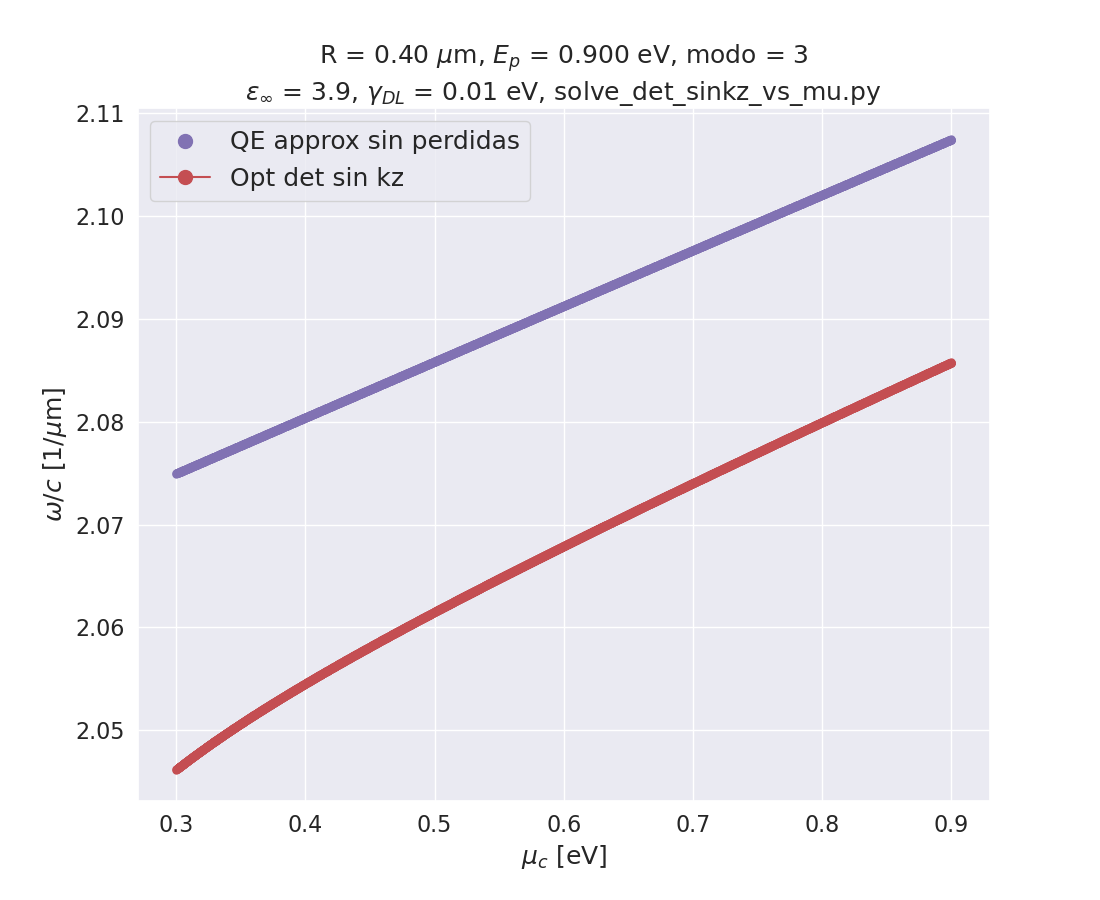 R = 0.40 μm, E_p = 0.900 eV, modo = 3
ε_∞ = 3.9, γ_DL = 0.01 eV, solve_det_sinkz_vs_mu.py
QE approx sin perdidas
Opt det sin kz
2.11
2.10
2.09
2.08
2.07
2.06
2.05
ω/c [1/μm]
0.3 0.4 0.5 0.6 0.7 0.8 0.9
μ_c [eV]